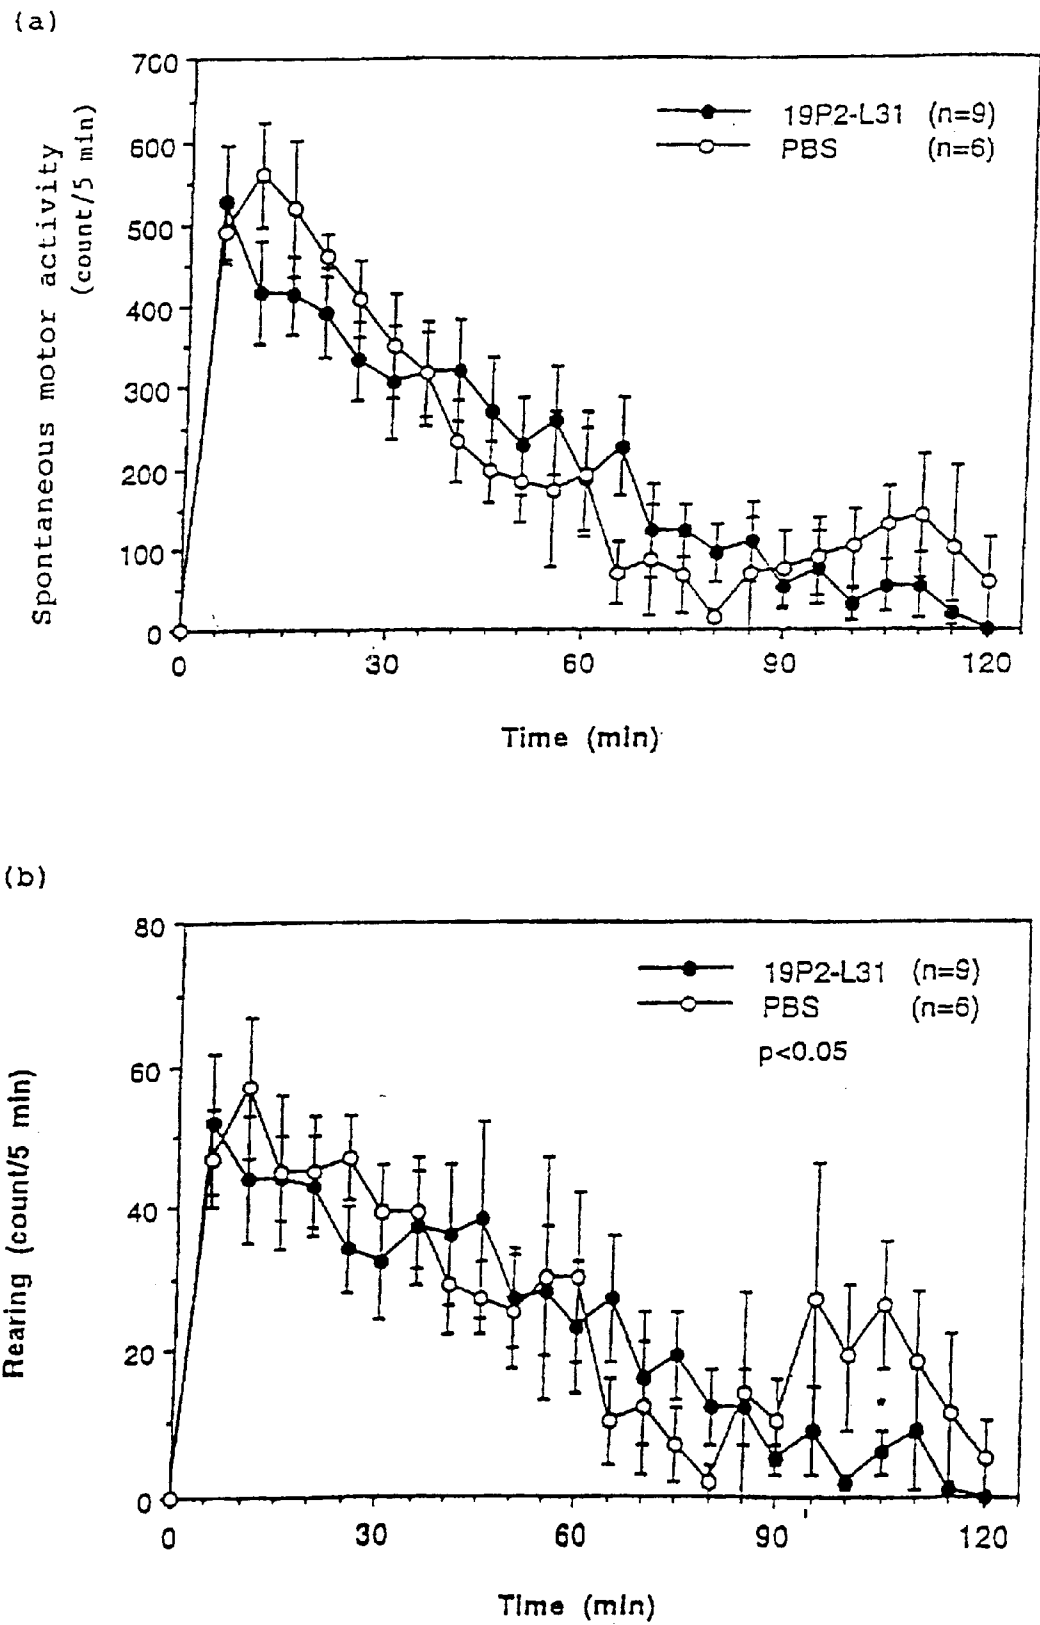 (a)
700
600
500
400
300
200
100
0
Spontaneous motor activity
(count/5 min)
19P2-L31 (n=9)
PBS (n=6)
0 30 60 90 120
Time (min)
(b)
80
60
40
20
0
Rearing (count/5 min)
19P2-L31 (n=9)
PBS (n=6)
p<0.05
*
0 30 60 90 120
Time (min)